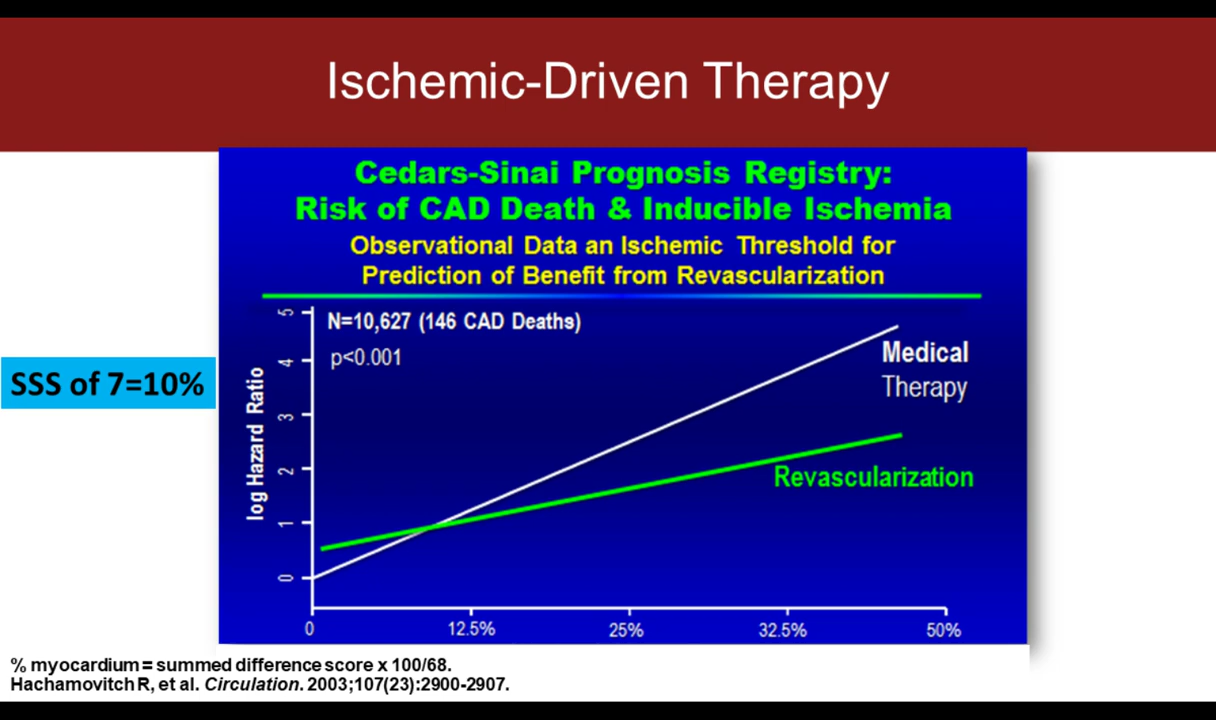 Ischemic-Driven Therapy
Cedars-Sinai Prognosis Registry:
Risk of CAD Death & Inducible Ischemia
Observational Data an Ischemic Threshold for
Prediction of Benefit from Revascularization
N=10,627 (146 CAD Deaths)
p<0.001
SSS of 7=10%
log Hazard Ratio
5
4
3
2
1
0
Medical
Therapy
Revascularization
0 12.5% 25% 32.5% 50%
% myocardium = summed difference score x 100/68.
Hachamovitch R, et al. Circulation. 2003;107(23):2900-2907.